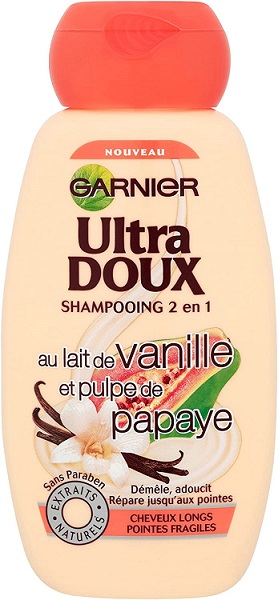 NOUVEAU
GARNIER
Ultra
DOUX
SHAMPOOING 2 en 1
au lait de vanille
et pulpe de
papaye
Sans Paraben
EXTRAITS
NATURELS
Démêle, adoucit
Répare jusqu'aux pointes
CHEVEUX LONGS
POINTES FRAGILES